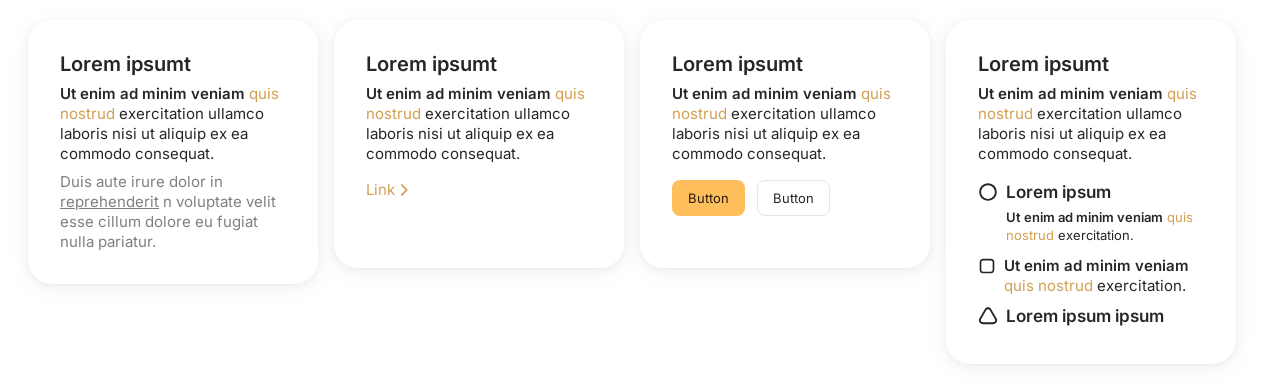 Lorem ipsumt
Ut enim ad minim veniam quis
nostrud exercitation ullamco
laboris nisi ut aliquip ex ea
commodo consequat.
Duis aute irure dolor in
reprehenderit n voluptate velit
esse cillum dolore eu fugiat
nulla pariatur.
Lorem ipsumt
Ut enim ad minim veniam quis
nostrud exercitation ullamco
laboris nisi ut aliquip ex ea
commodo consequat.
Link
Lorem ipsumt
Ut enim ad minim veniam quis
nostrud exercitation ullamco
laboris nisi ut aliquip ex ea
commodo consequat.
Button Button
Lorem ipsumt
Ut enim ad minim veniam quis
nostrud exercitation ullamco
laboris nisi ut aliquip ex ea
commodo consequat.
Lorem ipsum
Ut enim ad minim veniam quis
nostrud exercitation.
Ut enim ad minim veniam
quis nostrud exercitation.
Lorem ipsum ipsum